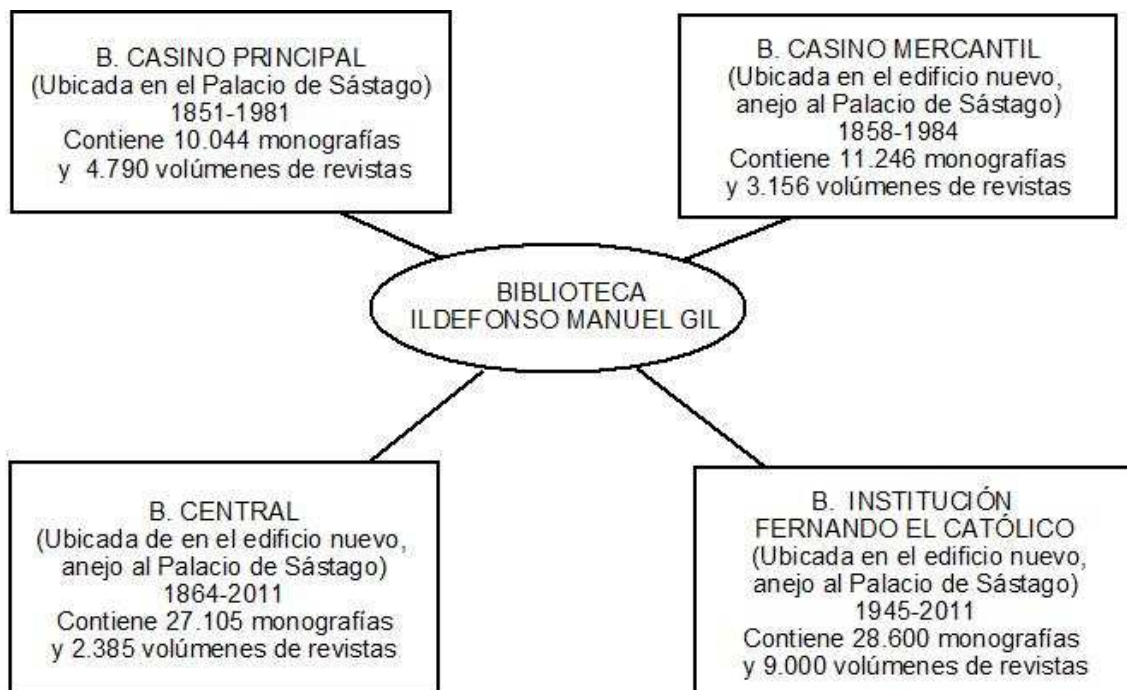 B. CASINO PRINCIPAL
(Ubicada en el Palacio de Sástago)
1851-1981
Contiene 10.044 monografías
y 4.790 volúmenes de revistas
B. CASINO MERCANTIL
(Ubicada en el edificio nuevo,
anejo al Palacio de Sástago)
1858-1984
Contiene 11.246 monografías
y 3.156 volúmenes de revistas
BIBLIOTECA
ILDEFONSO MANUEL GIL
B. CENTRAL
(Ubicada de en el edificio nuevo,
anejo al Palacio de Sástago)
1864-2011
Contiene 27.105 monografías
y 2.385 volúmenes de revistas
B. INSTITUCIÓN
FERNANDO EL CATÓLICO
(Ubicada en el edificio nuevo,
anejo al Palacio de Sástago)
1945-2011
Contiene 28.600 monografías
y 9.000 volúmenes de revistas